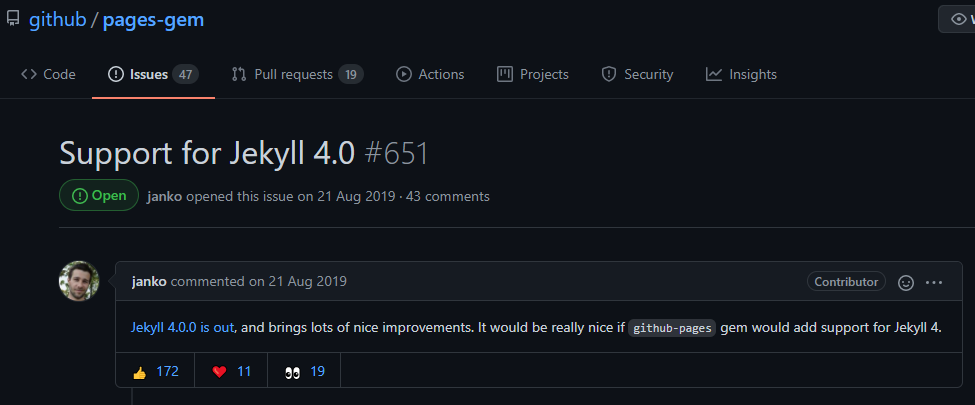 github / pages-gem
Code Issues 47 Pull requests 19 Actions Projects Security Insights
Support for Jekyll 4.0 #651
Open janko opened this issue on 21 Aug 2019 · 43 comments
janko commented on 21 Aug 2019 Contributor
Jekyll 4.0.0 is out, and brings lots of nice improvements. It would be really nice if github-pages gem would add support for Jekyll 4.
172 11 19